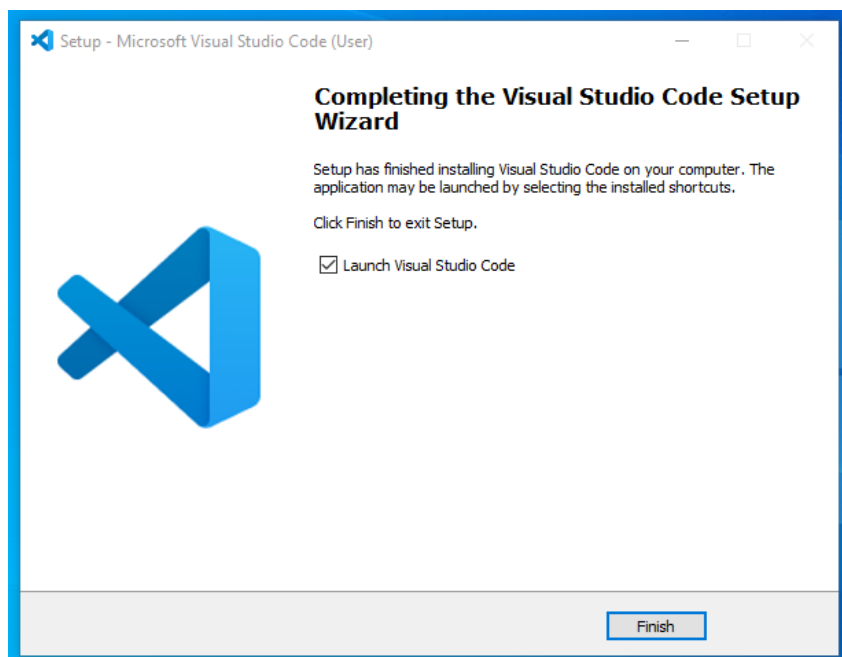 Setup - Microsoft Visual Studio Code (User)
Completing the Visual Studio Code Setup
Wizard
Setup has finished installing Visual Studio Code on your computer. The
application may be launched by selecting the installed shortcuts.
Click Finish to exit Setup.
Launch Visual Studio Code
Finish